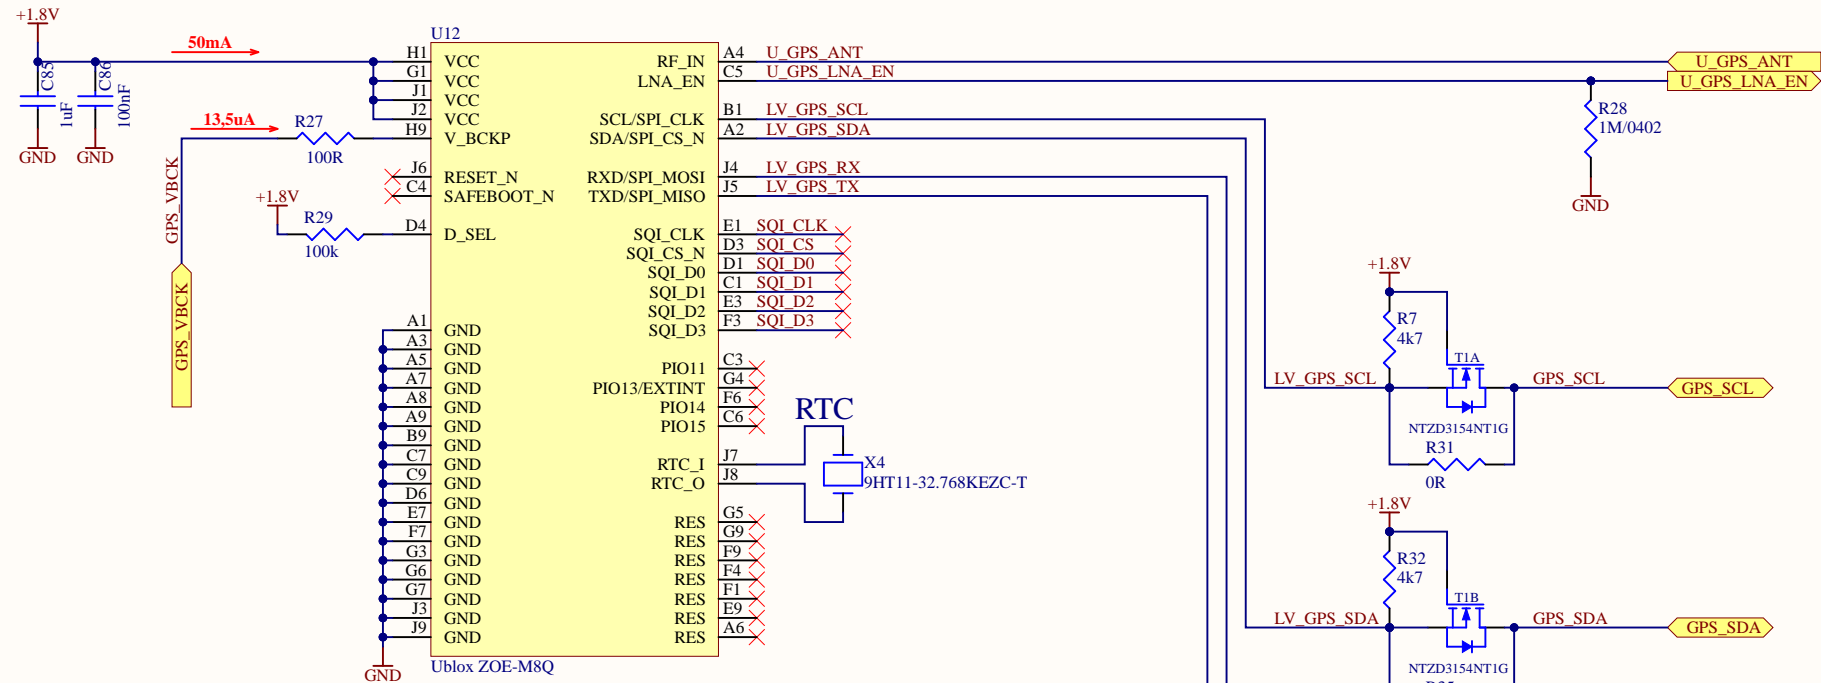 +1.8V
50mA
C85
1uF
C86
100nF
GND
GND
13,5uA
R27
100R
GPS_VBCK
GPS_VBCK
+1.8V
R29
100k
U12
H1 VCC
G1 VCC
J1 VCC
J2 VCC
H9 V_BCKP
J6 RESET_N
C4 SAFEBOOT_N
D4 D_SEL
A1 GND
A3 GND
A5 GND
A7 GND
A8 GND
A9 GND
B9 GND
C7 GND
C9 GND
D6 GND
E7 GND
F7 GND
G3 GND
G6 GND
G7 GND
J3 GND
J9 GND
GND
Ublox ZOE-M8Q
RF_IN A4 U_GPS_ANT
LNA_EN C5 U_GPS_LNA_EN
SCL/SPI_CLK B1 LV_GPS_SCL
SDA/SPI_CS_N A2 LV_GPS_SDA
RXD/SPI_MOSI J4 LV_GPS_RX
TXD/SPI_MISO J5 LV_GPS_TX
SQI_CLK E1 SQI_CLK
SQI_CS_N D3 SQI_CS
SQI_D0 D1 SQI_D0
SQI_D1 C1 SQI_D1
SQI_D2 E3 SQI_D2
SQI_D3 F3 SQI_D3
PIO11 C3
PIO13/EXTINT G4
PIO14 F6
PIO15 C6
RTC_I J7
RTC_O J8
RES G5
RES G9
RES F9
RES F4
RES F1
RES E9
RES A6
RTC
X4
9HT11-32.768KEZC-T
U_GPS_ANT
U_GPS_LNA_EN
R28
1M/0402
GND
+1.8V
R7
4k7
T1A
LV_GPS_SCL
GPS_SCL
GPS_SCL
NTZD3154NT1G
R31
0R
+1.8V
R32
4k7
T1B
LV_GPS_SDA
GPS_SDA
GPS_SDA
NTZD3154NT1G